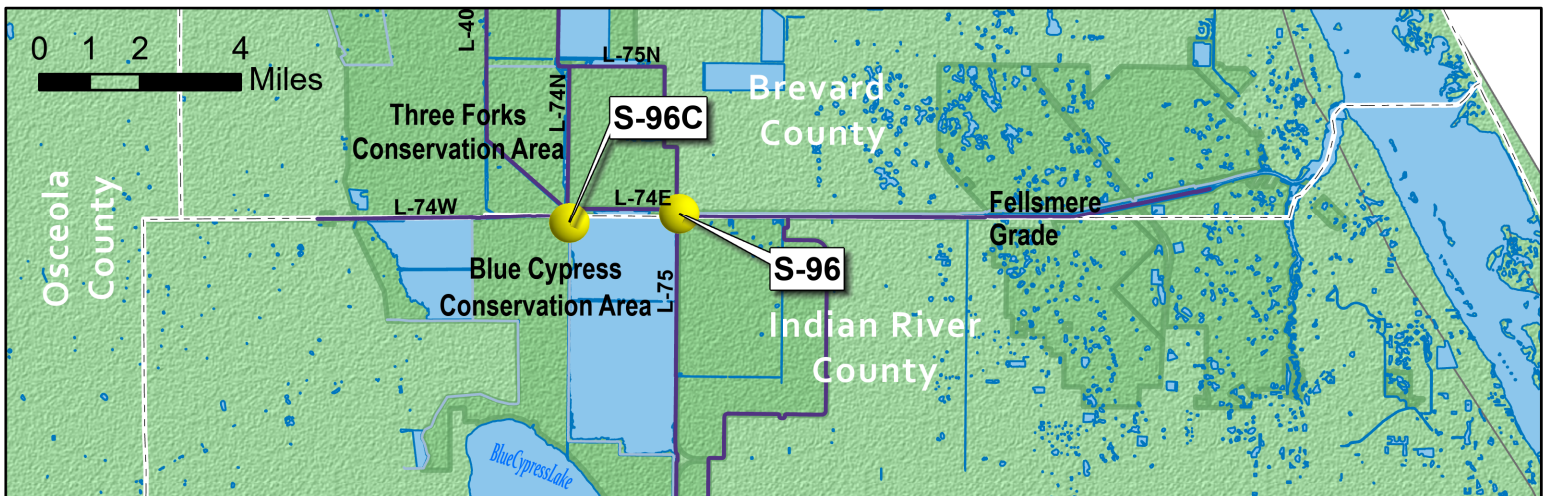 0 1 2 4
Miles
L-40
L-75N
L-74N
Three Forks
Conservation Area
S-96C
Brevard
County
Osceola
County
L-74W
L-74E
Fellsmere
Grade
S-96
Blue Cypress
Conservation Area
L-75
Indian River
County
BlueCypressLake